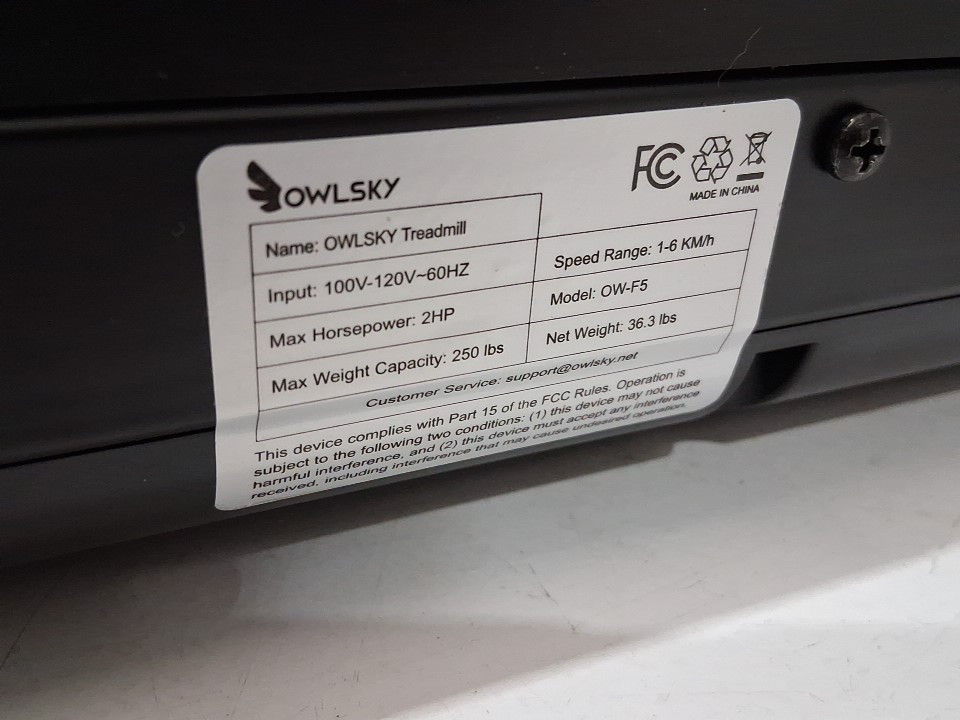 OWLSKY
FC
MADE IN CHINA
Name: OWLSKY Treadmill
Input: 100V-120V~60HZ
Speed Range: 1-6 KM/h
Max Horsepower: 2HP
Model: OW-F5
Max Weight Capacity: 250 lbs
Net Weight: 36.3 lbs
Customer Service: support@owlsky.net
This device complies with Part 15 of the FCC Rules. Operation is
subject to the following two conditions: (1) this device may not cause
harmful interference, and (2) this device must accept any interference
received, including interference that may cause undesired operation.